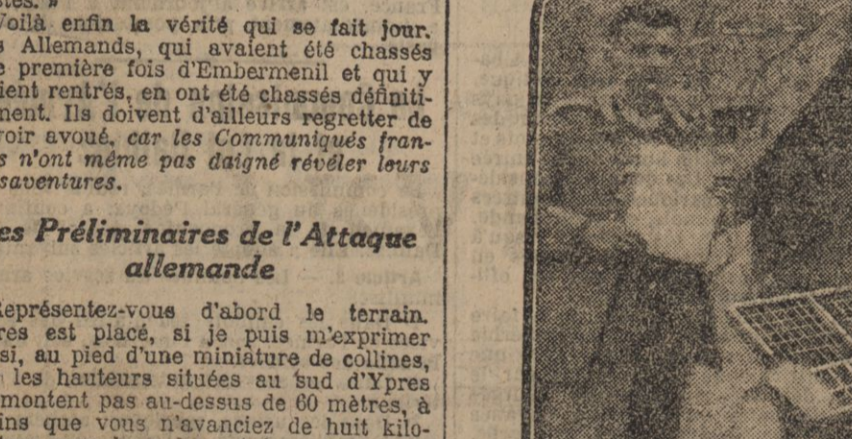 Voilà enfin la vérité qui se fait jour.
Allemands, qui avaient été chassés
première fois d'Embermenil et qui y
rentrés, en ont été chassés définiti-
Ils doivent d'ailleurs regretter de
avoué, car les Communiqués fran-
n'ont même pas daigné révéler leurs
saventures.
es Préliminaires de l'Attaque
allemande
Représentez-vous d'abord le terrain.
res est placé, si je puis m'exprimer
si, au pied d'une miniature de collines,
les hauteurs situées au sud d'Ypres
montent pas au-dessus de 60 mètres, à
ins que vous n'avanciez de huit kilo-